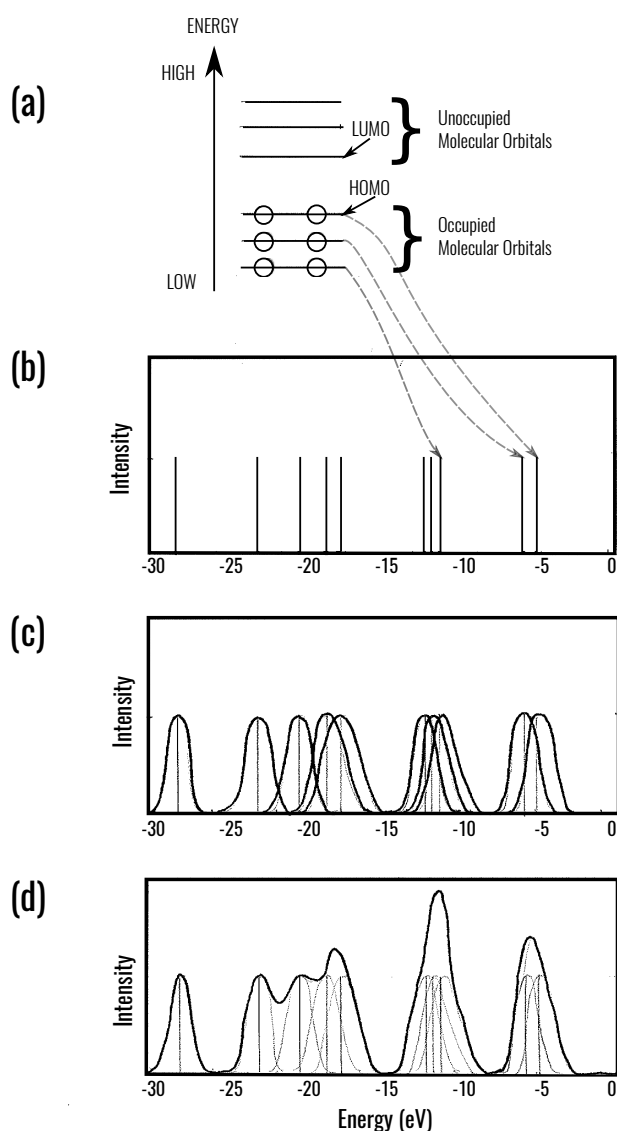 ENERGY
HIGH
(a)
LUMO
Unoccupied
Molecular Orbitals
HOMO
Occupied
Molecular Orbitals
LOW
(b)
Intensity
-30 -25 -20 -15 -10 -5 0
(c)
Intensity
-30 -25 -20 -15 -10 -5 0
(d)
Intensity
-30 -25 -20 -15 -10 -5 0
Energy (eV)